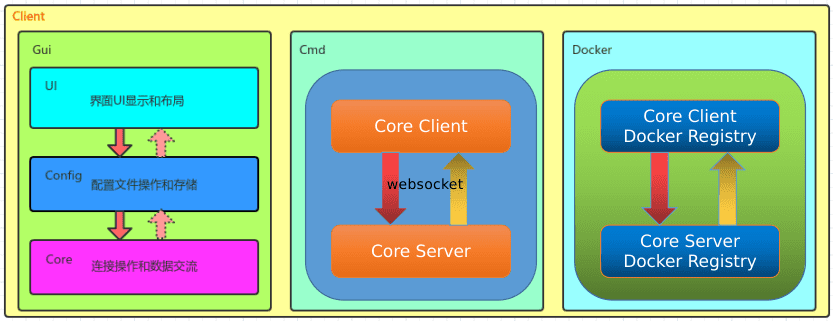 Client
Gui
UI
界面UI显示和布局
Config
配置文件操作和存储
Core
连接操作和数据交流
Cmd
Core Client
websocket
Core Server
Docker
Core Client
Docker Registry
Core Server
Docker Registry